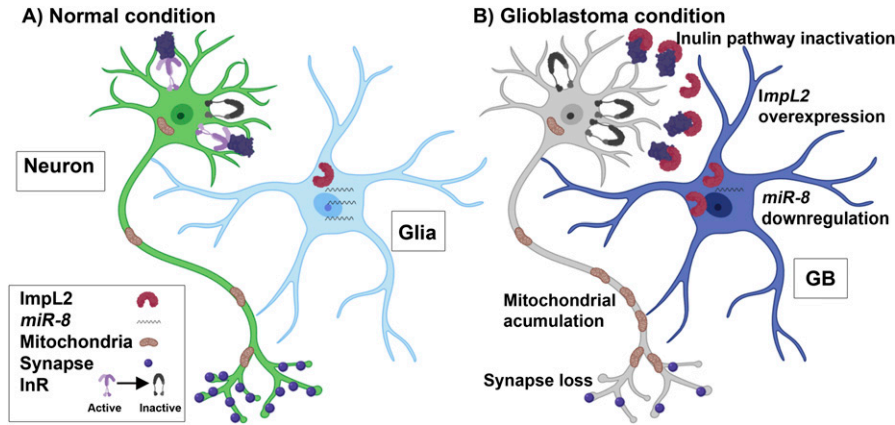 A) Normal condition
Neuron
Glia
ImpL2
miR-8
Mitochondria
Synapse
InR
Active
Inactive
B) Glioblastoma condition
Inulin pathway inactivation
ImpL2
overexpression
miR-8
downregulation
GB
Mitochondrial
acumulation
Synapse loss